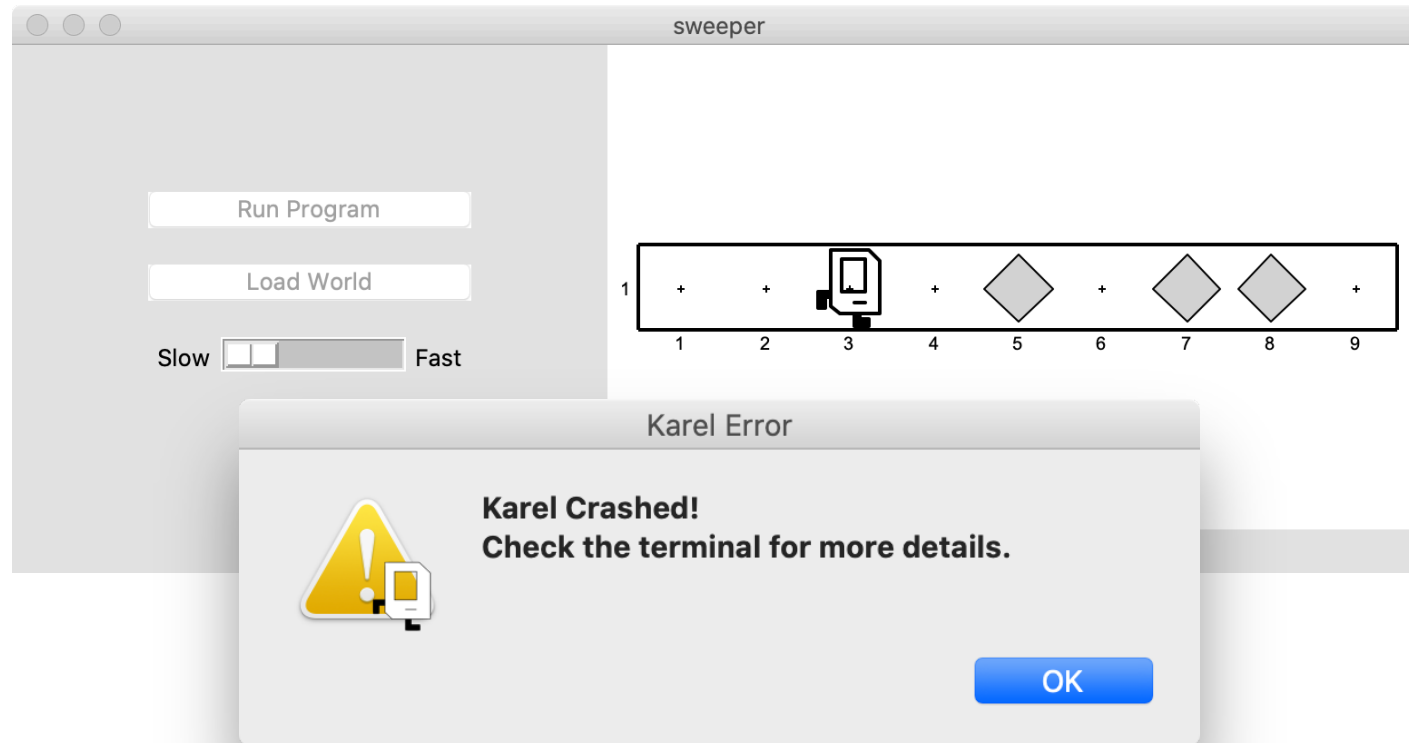 sweeper
Run Program
Load World
Slow Fast
1
1 2 3 4 5 6 7 8 9
Karel Error
Karel Crashed!
Check the terminal for more details.
OK